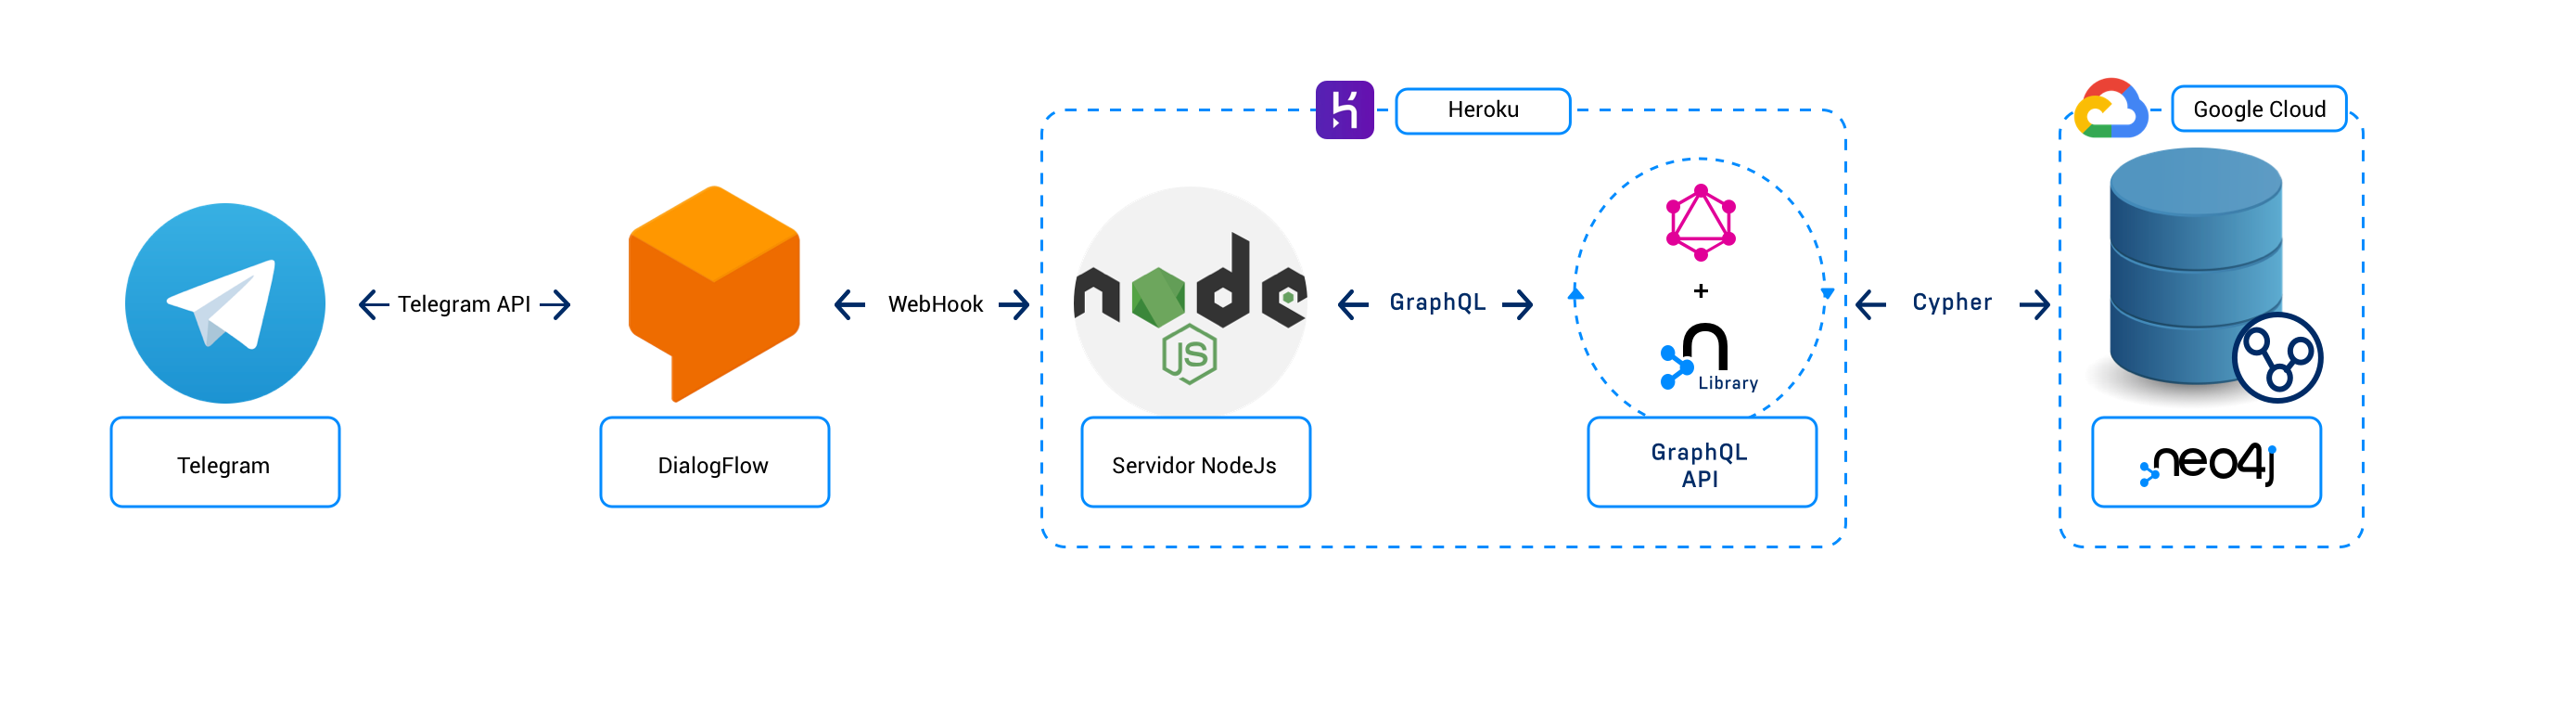 Heroku
Google Cloud
Telegram API
WebHook
node
JS
GraphQL
+
n
Library
Cypher
Telegram
DialogFlow
Servidor NodeJs
GraphQL
API
neo4j